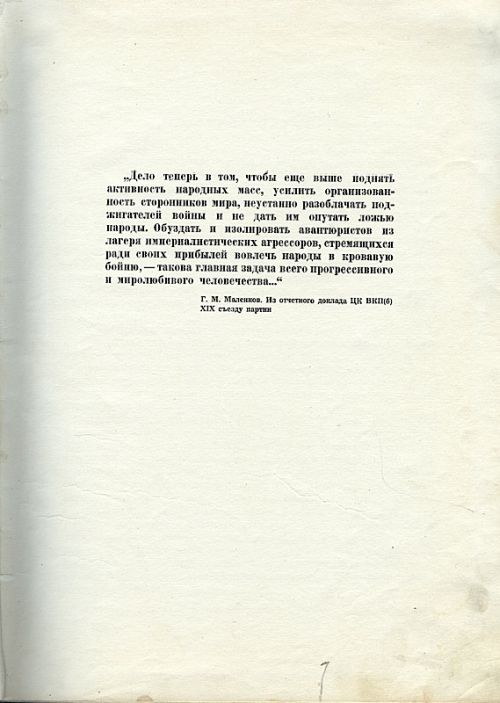 „Дело теперь в том, чтобы еще выше поднять
активность народных масс, усилить организован-
ность сторонников мира, неустанно разоблачать под-
жигателей войны и не дать им опутать ложью
народы. Обуздать и изолировать авантюристов из
лагеря империалистических агрессоров, стремящихся
ради своих прибылей вовлечь народы в кровавую
бойню, — такова главная задача всего прогрессивного
и миролюбивого человечества...“
Г. М. Маленков. Из отчетного доклада ЦК ВКП(б)
XIX съезду партии